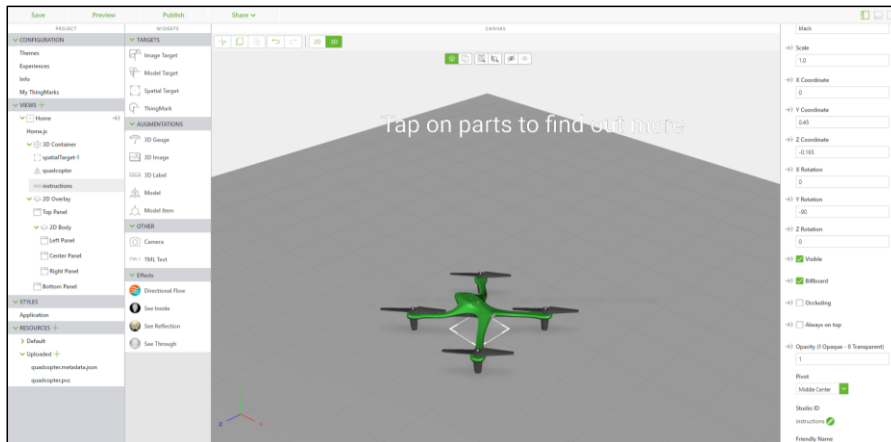 Save Preview Publish Share
PROJECT WIDGETS CANVAS
CONFIGURATION
Themes
Experiences
Info
My ThingMarks
VIEWS
Home
Home.js
3D Container
spatialTarget-1
quadcopter
instructions
2D Overlay
Top Panel
2D Body
Left Panel
Center Panel
Right Panel
Bottom Panel
STYLES
Application
RESOURCES
Default
Uploaded
quadcopter.metadata.json
quadcopter.pvz
TARGETS
Image Target
Model Target
Spatial Target
ThingMark
AUGMENTATIONS
3D Gauge
3D Image
3D Label
Model
Model Item
OTHER
Camera
TML Text
Effects
Directional Flow
See Inside
See Reflection
See Through
2D 3D
Tap on parts to find out more
black
Scale
1.0
X Coordinate
0
Y Coordinate
0.45
Z Coordinate
-0.165
X Rotation
0
Y Rotation
-90
Z Rotation
0
Visible
Billboard
Occluding
Always on top
Opacity (1 Opaque - 0 Transparent)
1
Pivot
Middle Center
Studio ID
instructions
Friendly Name